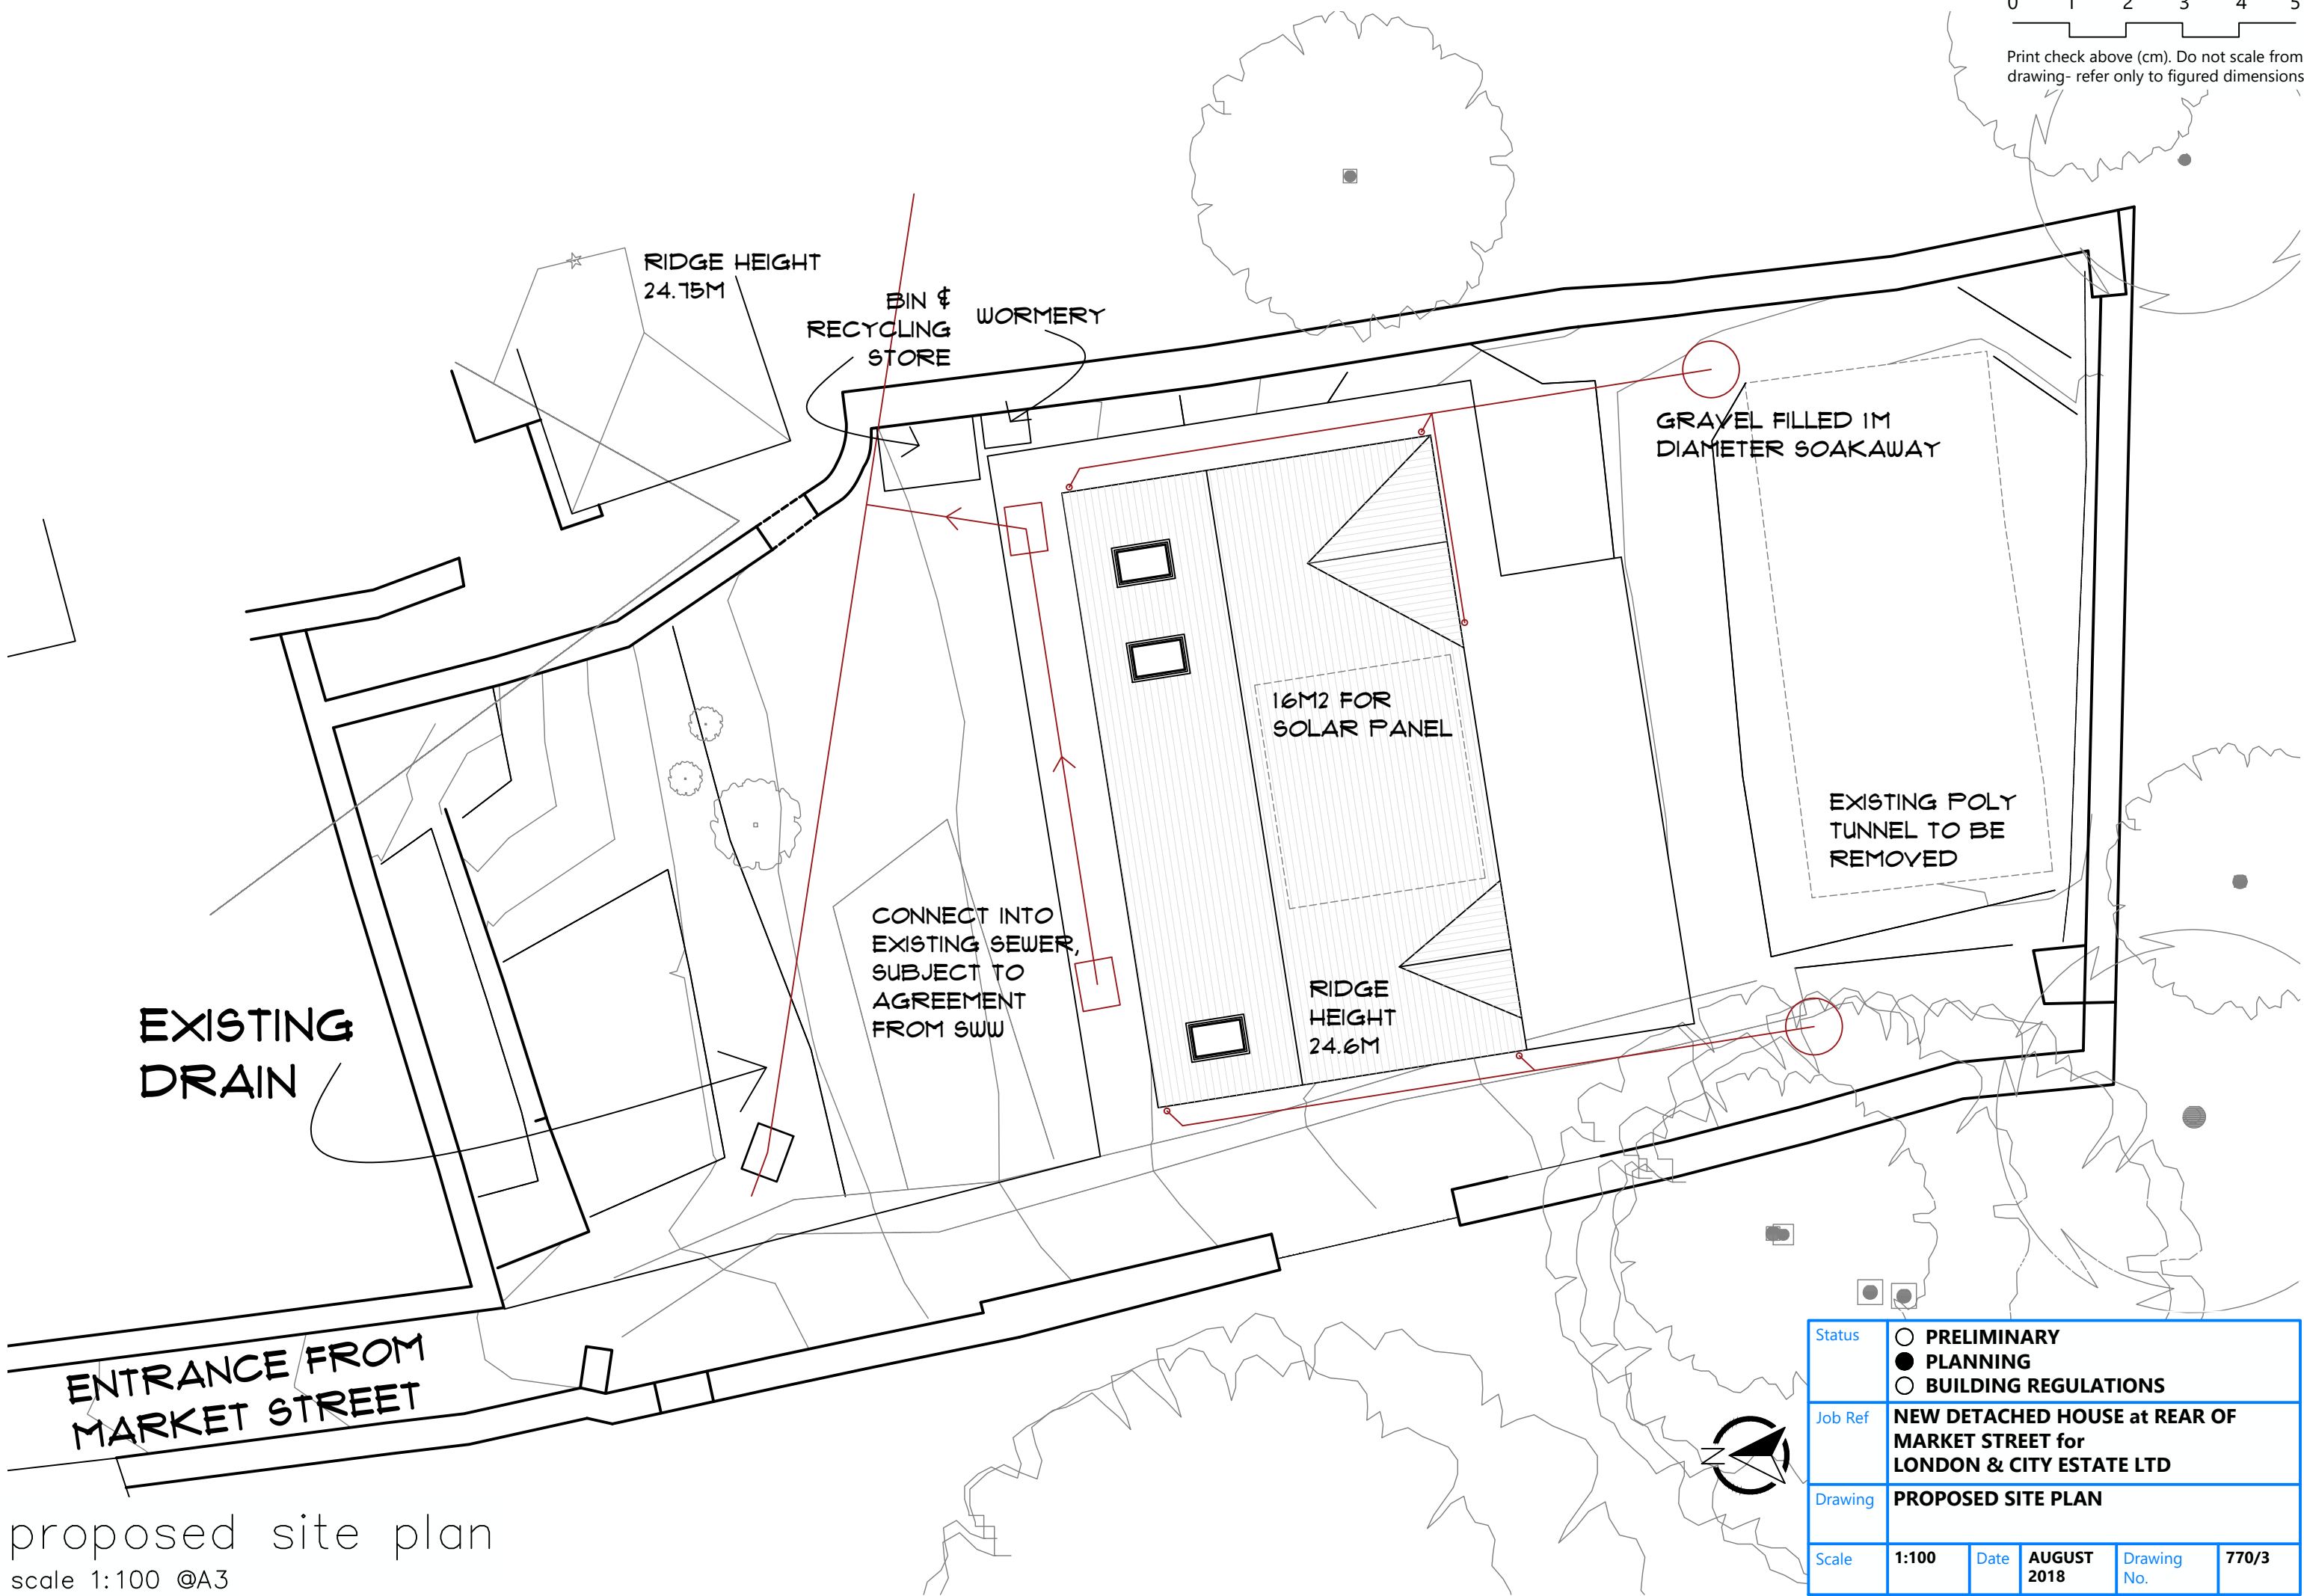 0 1 2 3 4 5
Print check above (cm). Do not scale from
drawing- refer only to figured dimensions
RIDGE HEIGHT
24.75M
BIN &
RECYCLING
STORE
WORMERY
GRAVEL FILLED 1M
DIAMETER SOAKAWAY
16M2 FOR
SOLAR PANEL
EXISTING POLY
TUNNEL TO BE
REMOVED
CONNECT INTO
EXISTING SEWER,
SUBJECT TO
AGREEMENT
FROM SWW
RIDGE
HEIGHT
24.6M
EXISTING
DRAIN
ENTRANCE FROM
MARKET STREET
N
proposed site plan
scale 1:100 @A3
Status
PRELIMINARY
PLANNING
BUILDING REGULATIONS
Job Ref
NEW DETACHED HOUSE at REAR OF
MARKET STREET for
LONDON & CITY ESTATE LTD
Drawing
PROPOSED SITE PLAN
Scale
1:100
Date
AUGUST
2018
Drawing
No.
770/3